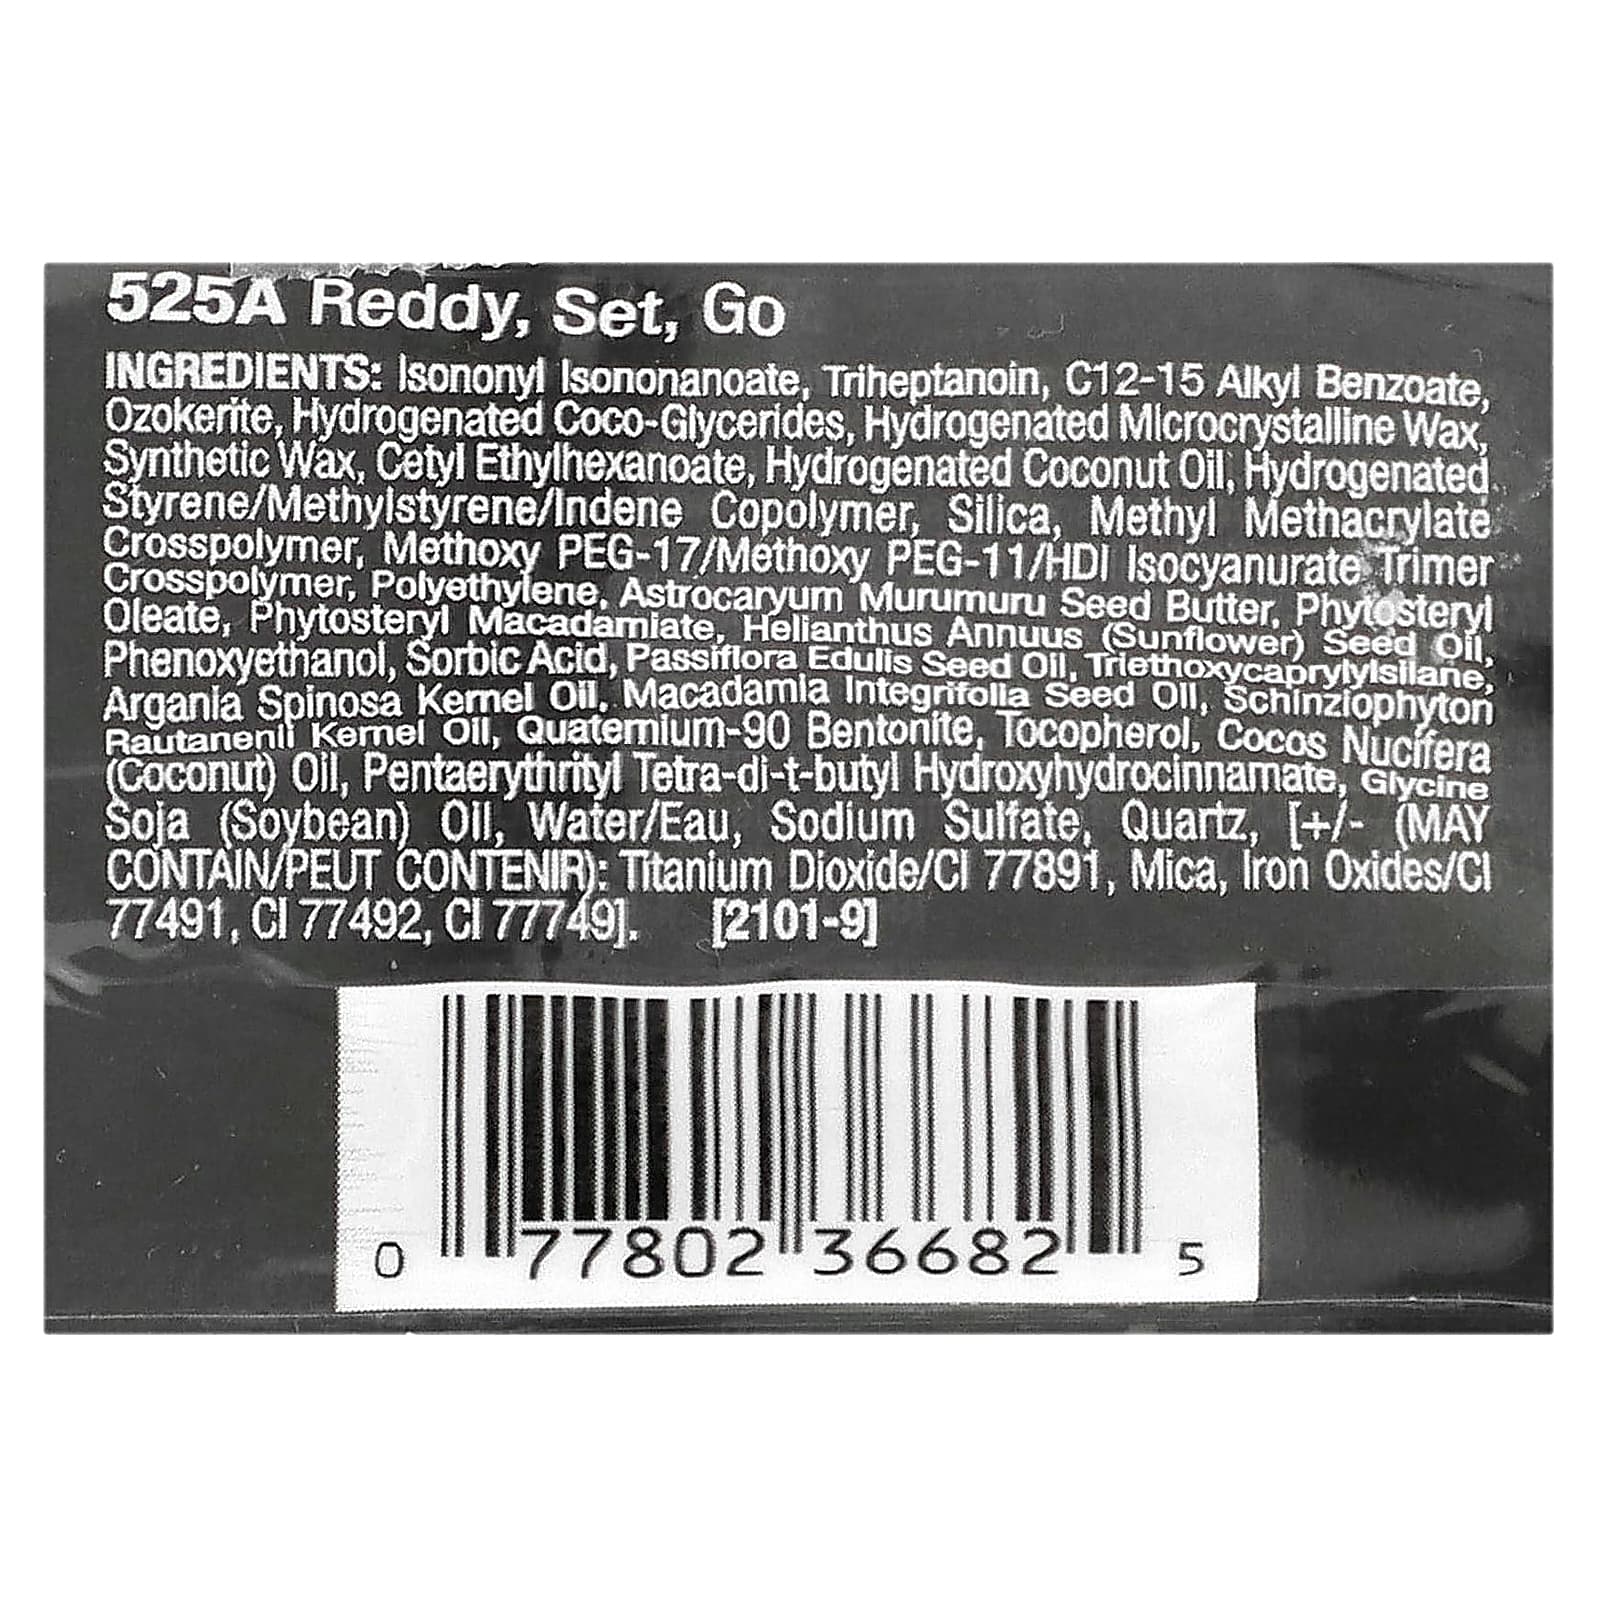 525A Reddy, Set, Go
INGREDIENTS: Isononyl Isononanoate, Triheptanoin, C12-15 Alkyl Benzoate,
Ozokerite, Hydrogenated Coco-Glycerides, Hydrogenated Microcrystalline Wax,
Synthetic Wax, Cetyl Ethylhexanoate, Hydrogenated Coconut Oil, Hydrogenated
Styrene/Methylstyrene/Indene Copolymer, Silica, Methyl Methacrylate
Crosspolymer, Methoxy PEG-17/Methoxy PEG-11/HDI Isocyanurate Trimer
Crosspolymer, Polyethylene, Astrocaryum Murumuru Seed Butter, Phytosteryl
Oleate, Phytosteryl Macadamiate, Helianthus Annuus (Sunflower) Seed Oil,
Phenoxyethanol, Sorbic Acid, Passiflora Edulis Seed Oil, Triethoxycaprylylsilane,
Argania Spinosa Kernel Oil, Macadamia Integrifolia Seed Oil, Schinziophyton
Rautanenii Kernel Oil, Quaternium-90 Bentonite, Tocopherol, Cocos Nucifera
(Coconut) Oil, Pentaerythrityl Tetra-di-t-butyl Hydroxyhydrocinnamate, Glycine
Soja (Soybean) Oil, Water/Eau, Sodium Sulfate, Quartz, [+/- (MAY
CONTAIN/PEUT CONTENIR): Titanium Dioxide/CI 77891, Mica, Iron Oxides/CI
77491, CI 77492, CI 77749]. [2101-9]
0 77802 36682 5